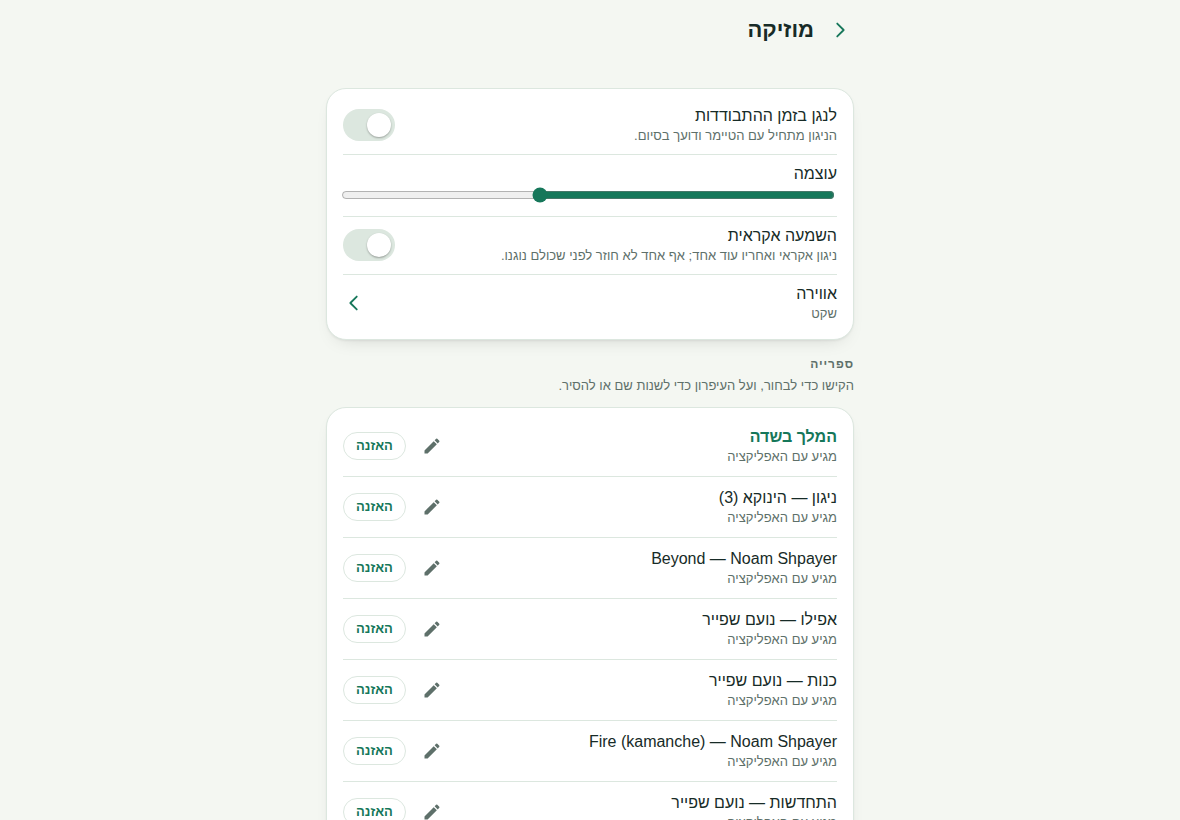 מוזיקה
לנגן בזמן ההתבודדות
הניגון מתחיל עם הטיימר ודועך בסיום.
עוצמה
השמעה אקראית
ניגון אקראי ואחריו עוד אחד; אף אחד לא חוזר לפני שכולם נוגנו.
אווירה
שקט
ספרייה
הקישו כדי לבחור, ועל העיפרון כדי לשנות שם או להסיר.
המלך בשדה
מגיע עם האפליקציה
האזנה
ניגון — הינוקא (3)
מגיע עם האפליקציה
האזנה
Beyond — Noam Shpayer
מגיע עם האפליקציה
האזנה
אפילו — נועם שפייר
מגיע עם האפליקציה
האזנה
כנות — נועם שפייר
מגיע עם האפליקציה
האזנה
Fire (kamanche) — Noam Shpayer
מגיע עם האפליקציה
האזנה
התחדשות — נועם שפייר
האזנה